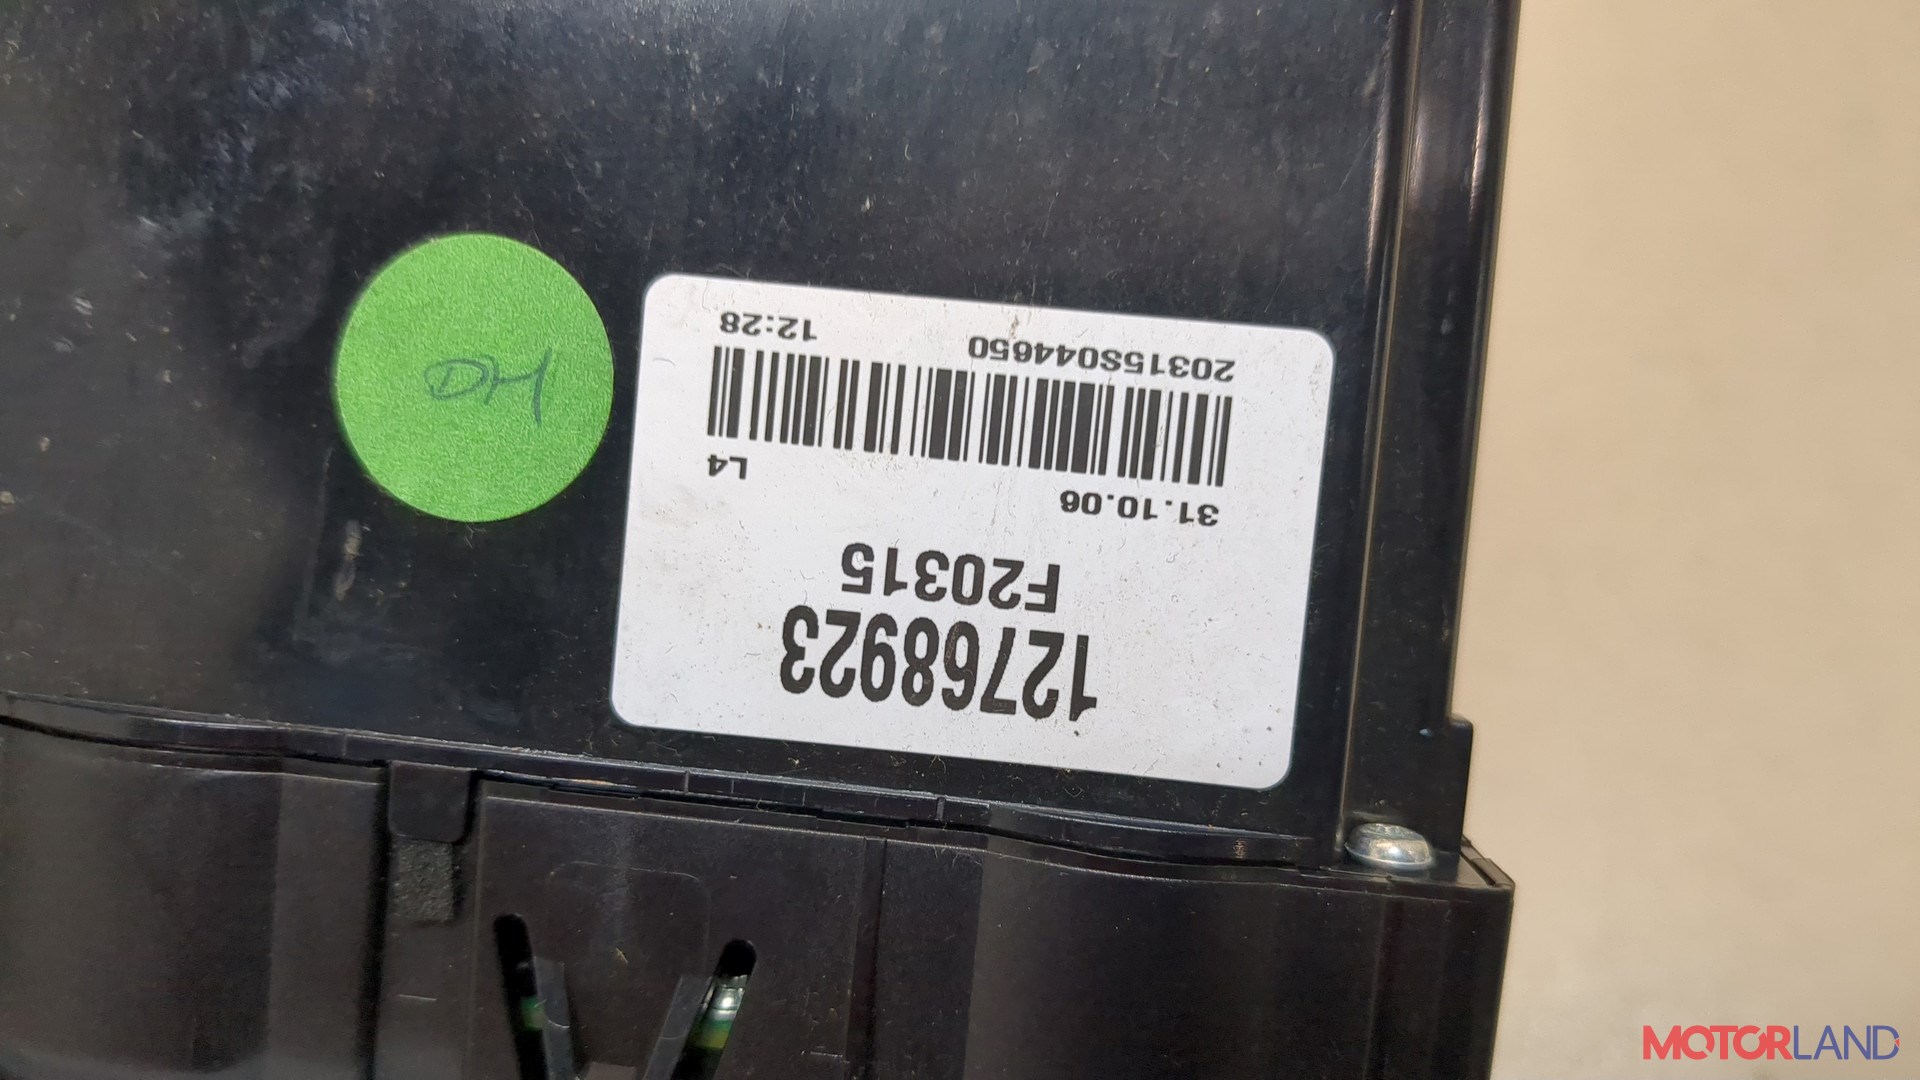 12768923
F20315
31.10.06 L4
20315S044650 12:28
DH
MOTORLAND